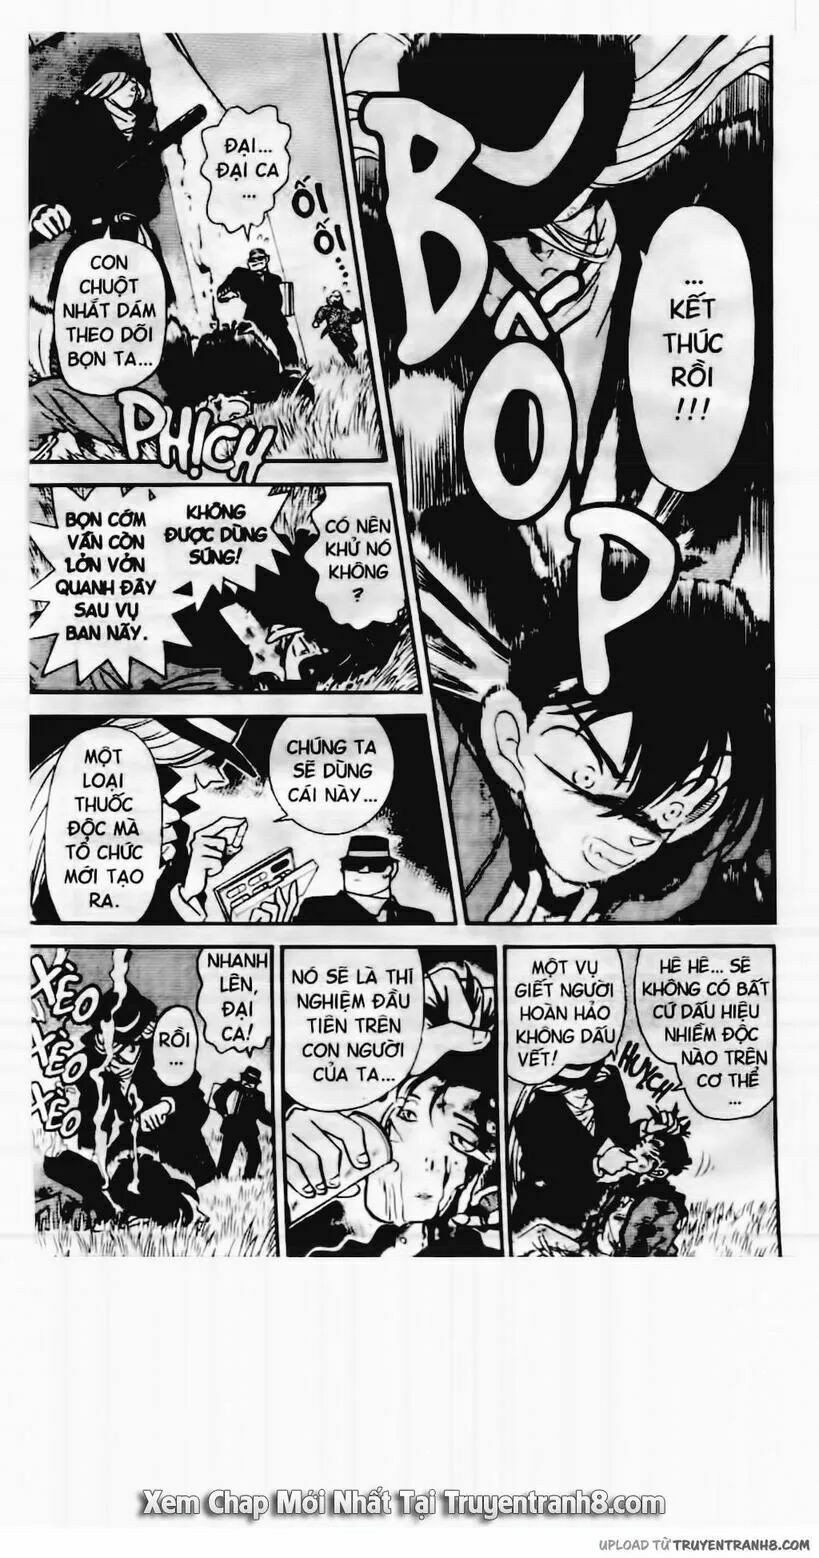 BỐP
...
KẾT
THÚC
RỒI
!!!
ĐẠI...
ĐẠI CA
...
ỐI
ỐI...
CON
CHUỘT
NHẮT DÁM
THEO DÕI
BỌN TA...
PHỊCH
CÓ NÊN
KHỬ NÓ
KHÔNG
?
KHÔNG
ĐƯỢC DÙNG
SÚNG!
BỌN CỚM
VẪN CÒN
LỞN VỞN
QUANH ĐÂY
SAU VỤ
BAN NÃY.
CHÚNG TA
SẼ DÙNG
CÁI NÀY...
MỘT
LOẠI
THUỐC
ĐỘC MÀ
TỔ CHỨC
MỚI TẠO
RA.
HÊ HÊ... SẼ
KHÔNG CÓ BẤT
CỨ DẤU HIỆU
NHIỄM ĐỘC
NÀO TRÊN
CƠ THỂ
...
MỘT VỤ
GIẾT NGƯỜI
HOÀN HẢO
KHÔNG DẤU
VẾT!
HUỴCH
NÓ SẼ LÀ THÍ
NGHIỆM ĐẦU
TIÊN TRÊN
CON NGƯỜI
CỦA TA...
NHANH
LÊN,
ĐẠI
CA!
RỒI
...
XÈO
XÈO
XÈO
Xem Chap Mới Nhất Tại Truyentranh8.com
UPLOAD TỪ TRUYENTRANH8.COM